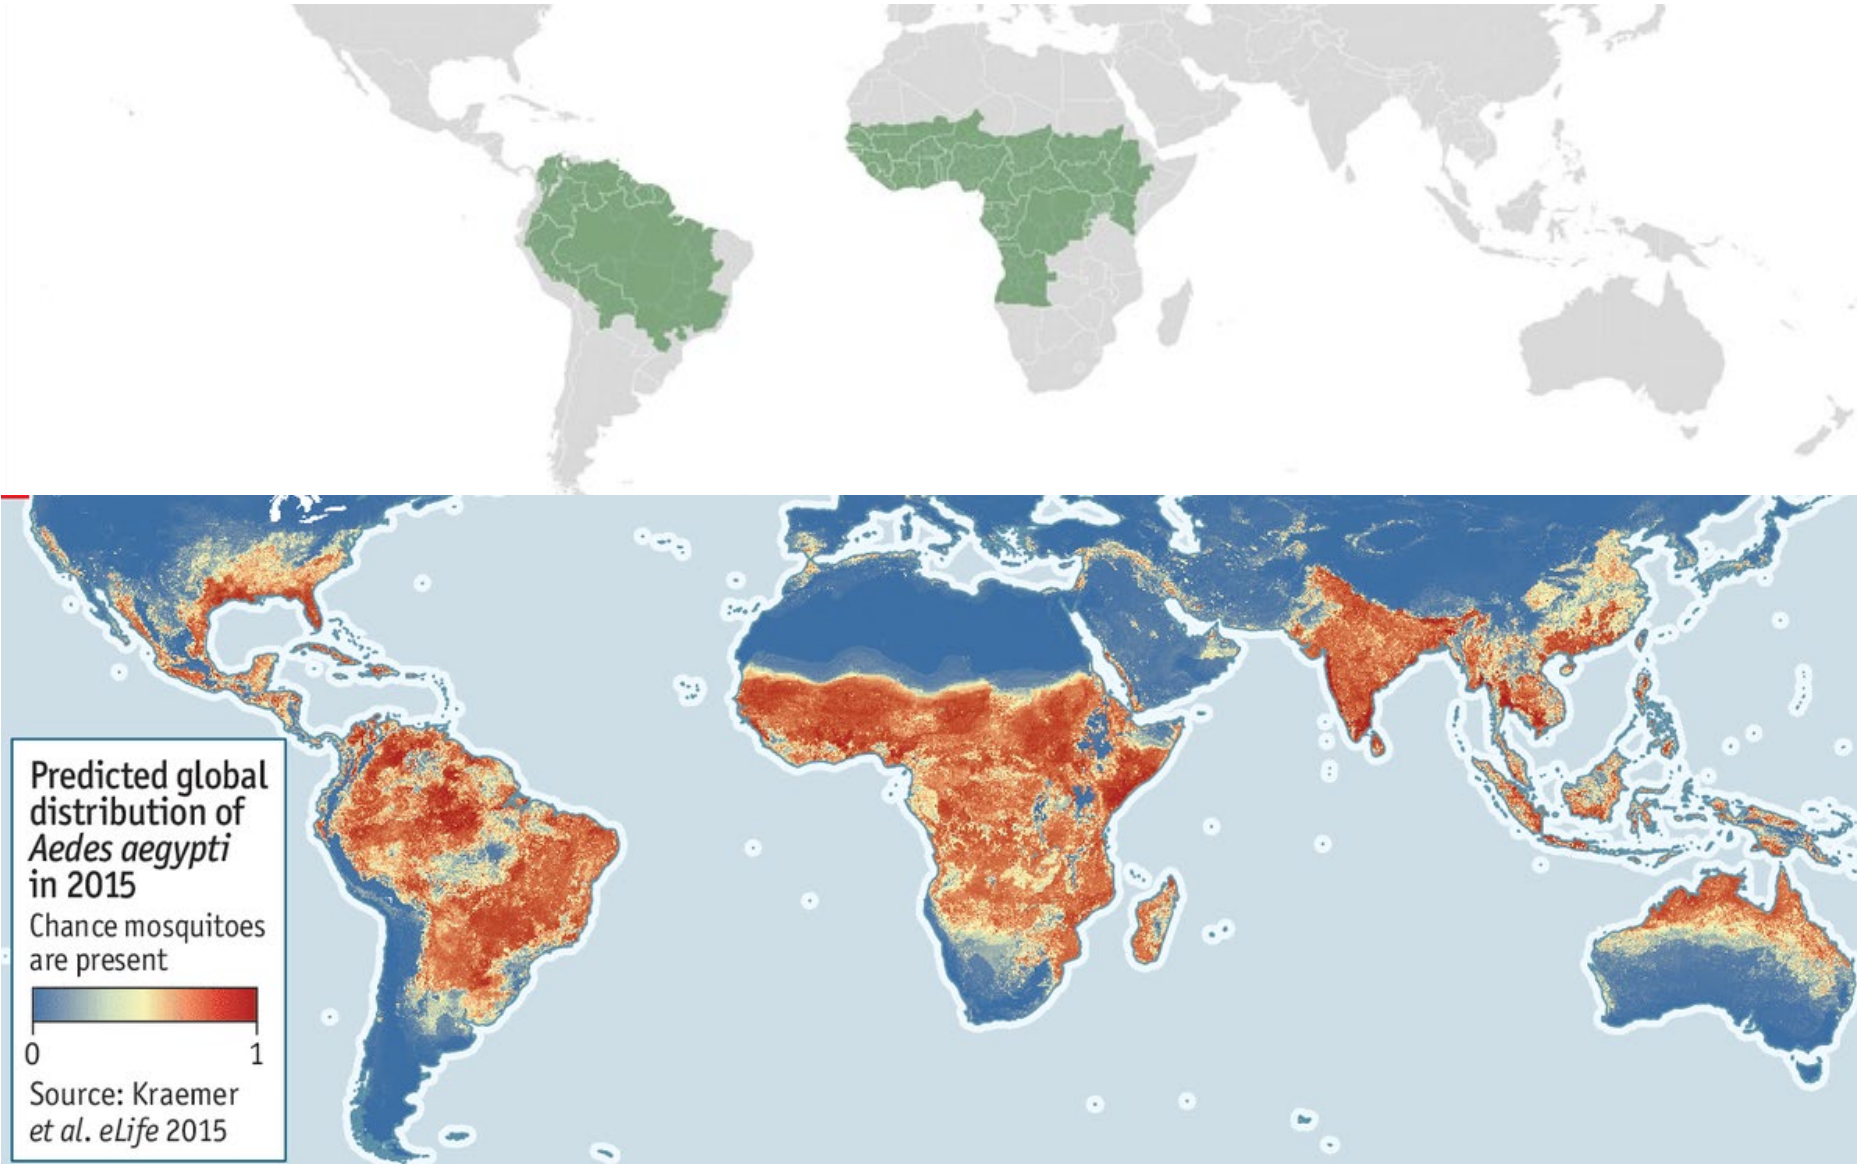 Predicted global
distribution of
Aedes aegypti
in 2015
Chance mosquitoes
are present
0 1
Source: Kraemer
et al. eLife 2015